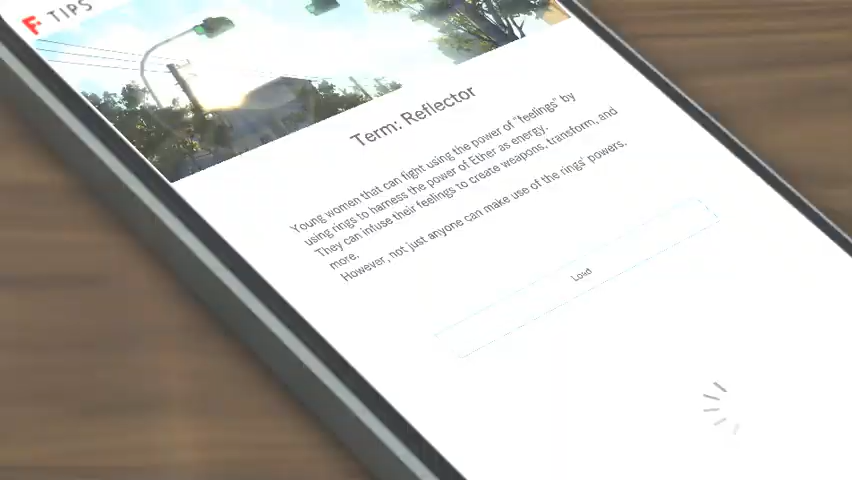 TIPS
Term: Reflector
Young women that can fight using the power of "feelings" by
using rings to harness the power of Ether as energy.
They can infuse their feelings to create weapons, transform, and
more.
However, not just anyone can make use of the rings' powers.
Load